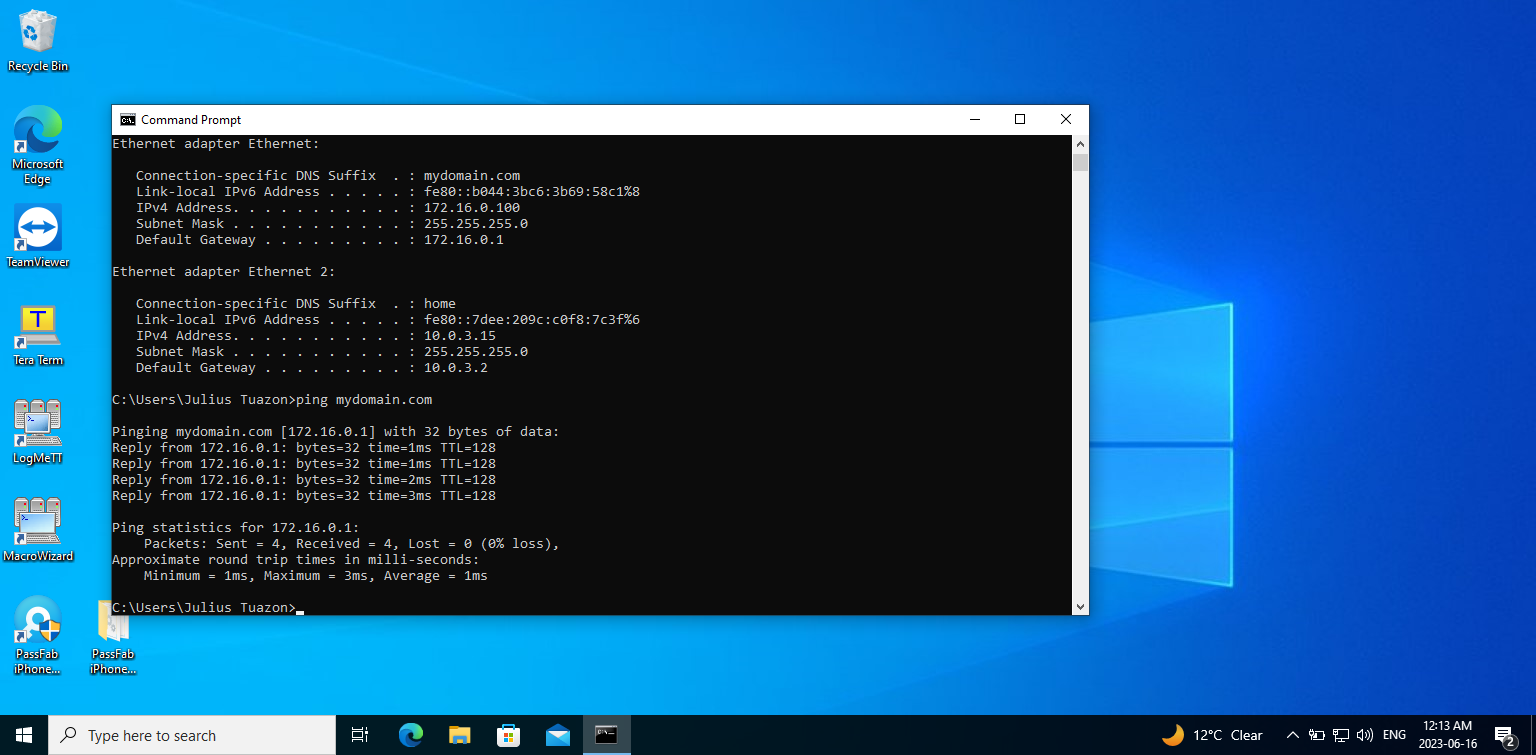 Recycle Bin
Microsoft
Edge
TeamViewer
T
Tera Term
LogMeTT
MacroWizard
PassFab
iPhone...
PassFab
iPhone...
Command Prompt
Ethernet adapter Ethernet:
Connection-specific DNS Suffix  . : mydomain.com
Link-local IPv6 Address . . . . . : fe80::b044:3bc6:3b69:58c1%8
IPv4 Address. . . . . . . . . . . : 172.16.0.100
Subnet Mask . . . . . . . . . . . : 255.255.255.0
Default Gateway . . . . . . . . . : 172.16.0.1
Ethernet adapter Ethernet 2:
Connection-specific DNS Suffix  . : home
Link-local IPv6 Address . . . . . : fe80::7dee:209c:c0f8:7c3f%6
IPv4 Address. . . . . . . . . . . : 10.0.3.15
Subnet Mask . . . . . . . . . . . : 255.255.255.0
Default Gateway . . . . . . . . . : 10.0.3.2
C:\Users\Julius Tuazon>ping mydomain.com
Pinging mydomain.com [172.16.0.1] with 32 bytes of data:
Reply from 172.16.0.1: bytes=32 time=1ms TTL=128
Reply from 172.16.0.1: bytes=32 time=1ms TTL=128
Reply from 172.16.0.1: bytes=32 time=2ms TTL=128
Reply from 172.16.0.1: bytes=32 time=3ms TTL=128
Ping statistics for 172.16.0.1:
Packets: Sent = 4, Received = 4, Lost = 0 (0% loss),
Approximate round trip times in milli-seconds:
Minimum = 1ms, Maximum = 3ms, Average = 1ms
C:\Users\Julius Tuazon>
Type here to search
12°C Clear
ENG
12:13 AM
2023-06-16
2